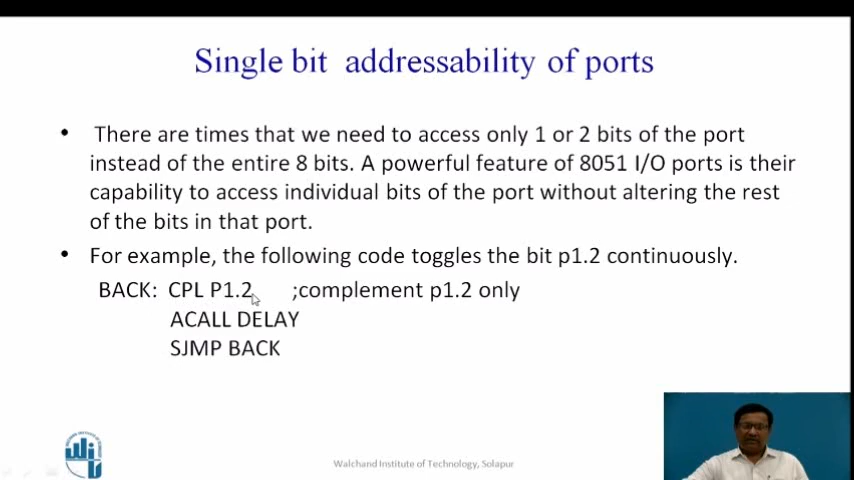 Single bit addressability of ports
• There are times that we need to access only 1 or 2 bits of the port
instead of the entire 8 bits. A powerful feature of 8051 I/O ports is their
capability to access individual bits of the port without altering the rest
of the bits in that port.
• For example, the following code toggles the bit p1.2 continuously.
BACK: CPL P1.2 ;complement p1.2 only
ACALL DELAY
SJMP BACK
Walchand Institute of Technology, Solapur